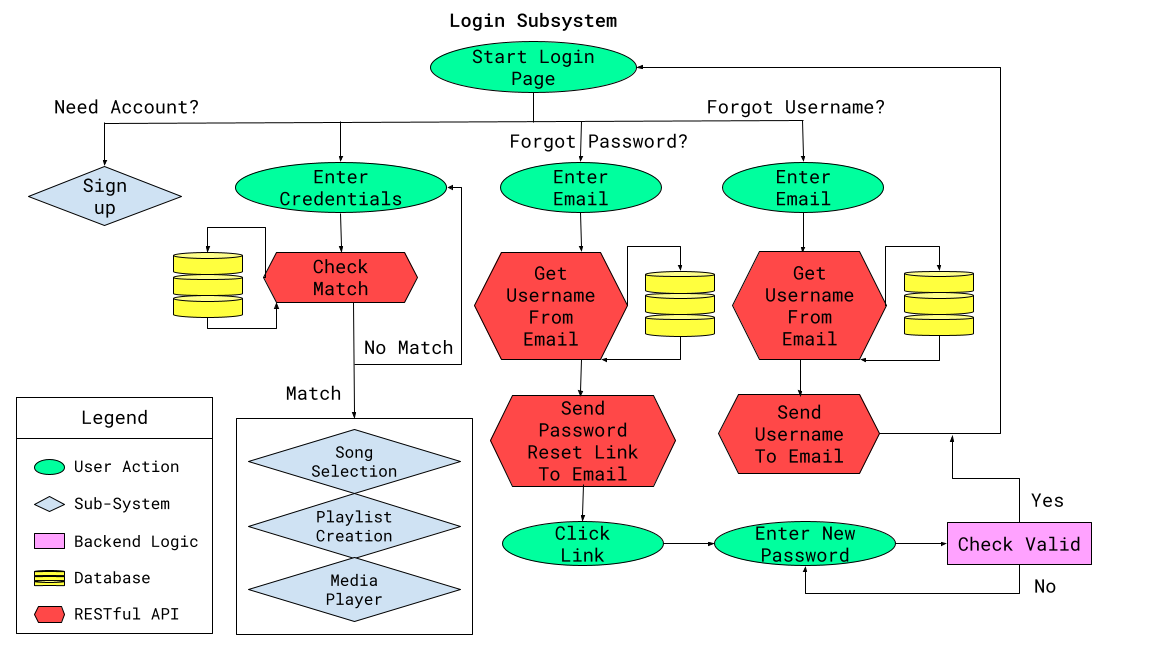 Login Subsystem
Start Login
Page
Need Account?
Forgot Username?
Forgot Password?
Sign
up
Enter
Credentials
Enter
Email
Enter
Email
Check
Match
Get
Username
From
Email
Get
Username
From
Email
No Match
Match
Send
Password
Reset Link
To Email
Send
Username
To Email
Song
Selection
Playlist
Creation
Media
Player
Click
Link
Enter New
Password
Check Valid
Yes
No
Legend
User Action
Sub-System
Backend Logic
Database
RESTful API